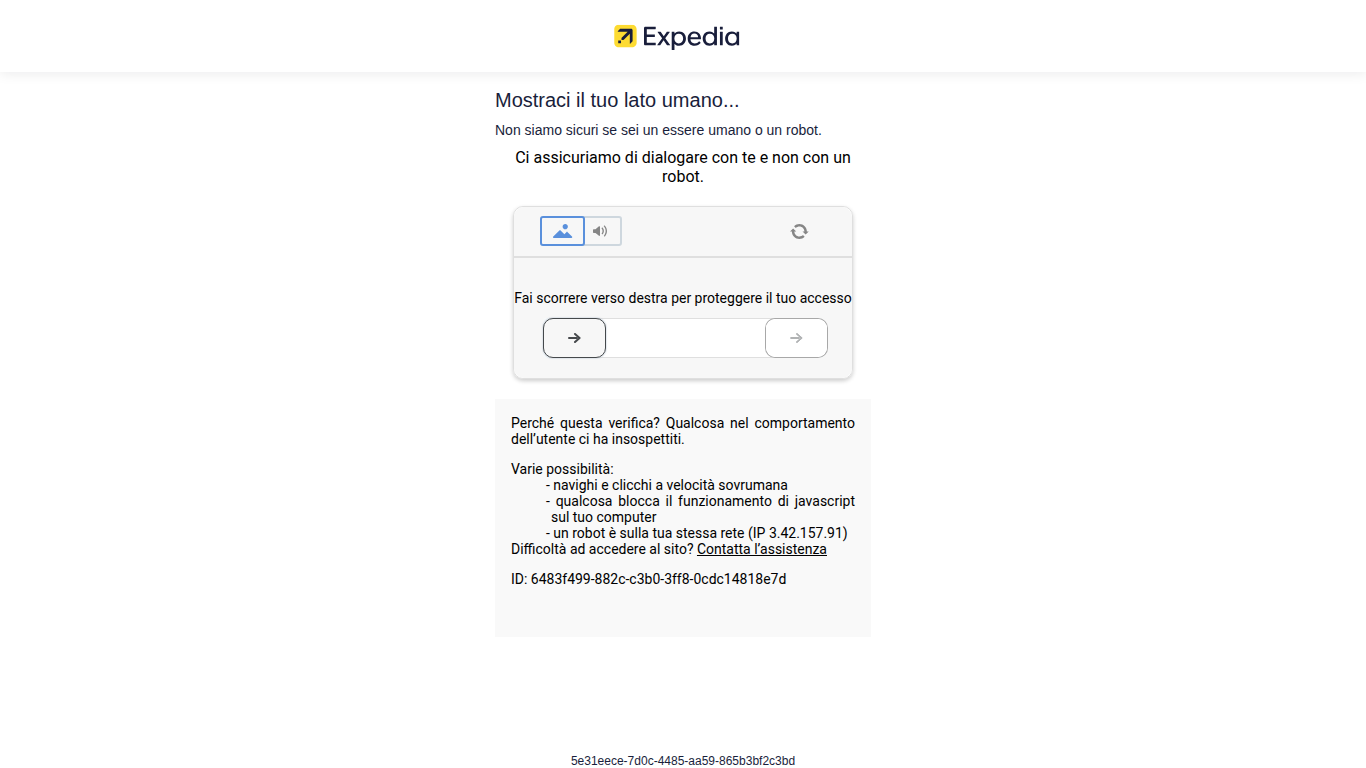 Expedia
Mostraci il tuo lato umano...
Non siamo sicuri se sei un essere umano o un robot.
Ci assicuriamo di dialogare con te e non con un
robot.
Fai scorrere verso destra per proteggere il tuo accesso
Perché questa verifica? Qualcosa nel comportamento
dell'utente ci ha insospettiti.
Varie possibilità:
- navighi e clicchi a velocità sovrumana
- qualcosa blocca il funzionamento di javascript
sul tuo computer
- un robot è sulla tua stessa rete (IP 3.42.157.91)
Difficoltà ad accedere al sito? Contatta l'assistenza
ID: 6483f499-882c-c3b0-3ff8-0cdc14818e7d
5e31eece-7d0c-4485-aa59-865b3bf2c3bd